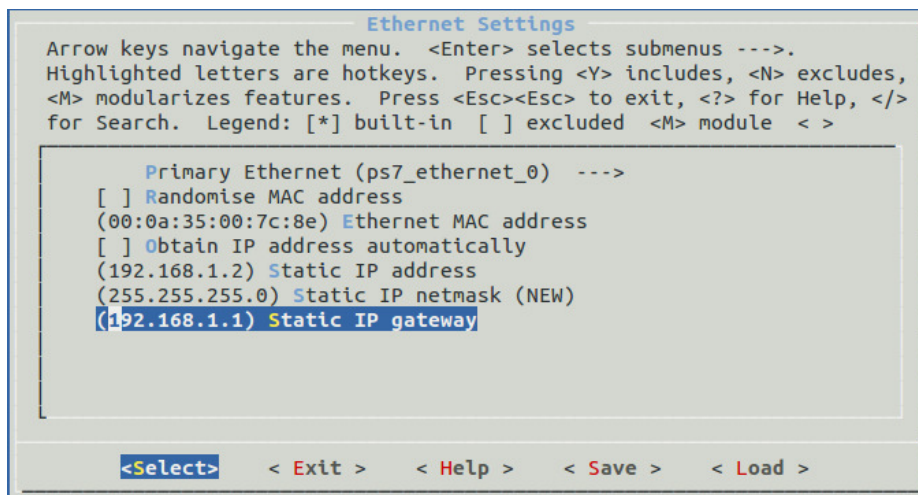 Ethernet Settings
Arrow keys navigate the menu.  <Enter> selects submenus --->.
Highlighted letters are hotkeys.  Pressing <Y> includes, <N> excludes,
<M> modularizes features.  Press <Esc><Esc> to exit, <?> for Help, </>
for Search.  Legend: [*] built-in  [ ] excluded  <M> module  < >
Primary Ethernet (ps7_ethernet_0)  --->
[ ] Randomise MAC address
(00:0a:35:00:7c:8e) Ethernet MAC address
[ ] Obtain IP address automatically
(192.168.1.2) Static IP address
(255.255.255.0) Static IP netmask (NEW)
(192.168.1.1) Static IP gateway
<Select>    < Exit >    < Help >    < Save >    < Load >